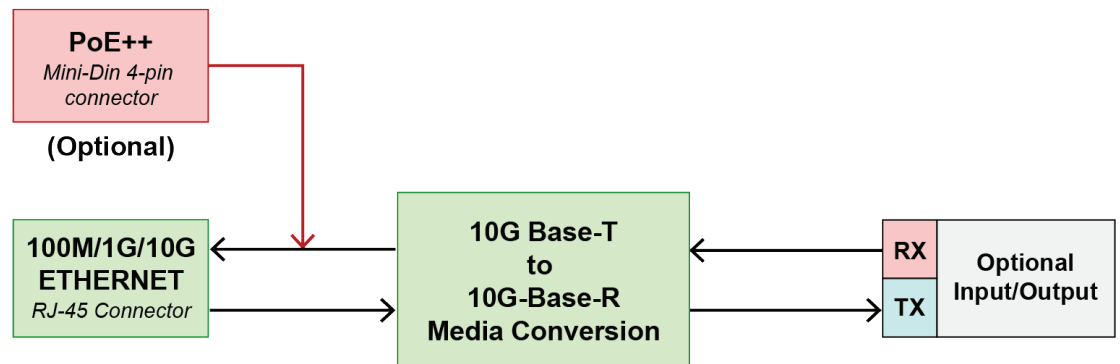 PoE++
Mini-Din 4-pin
connector
(Optional)
100M/1G/10G
ETHERNET
RJ-45 Connector
10G Base-T
to
10G-Base-R
Media Conversion
RX
TX
Optional
Input/Output